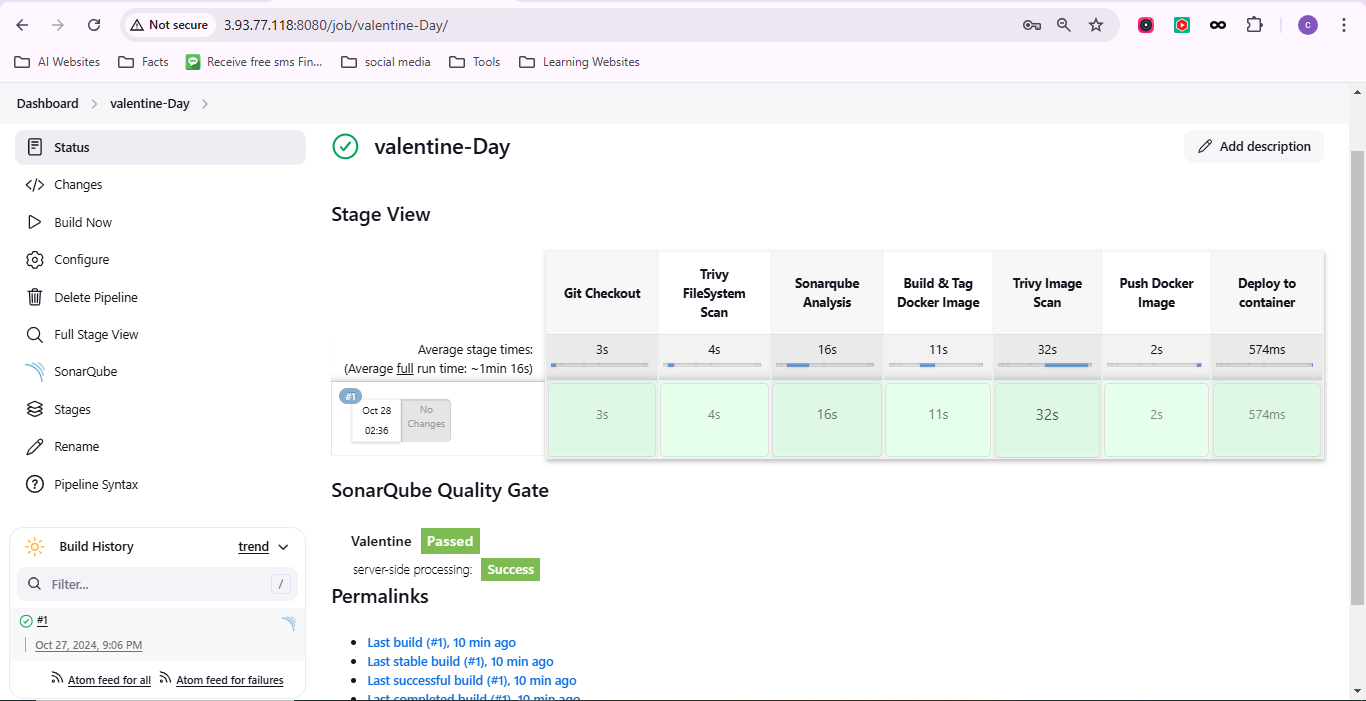 Not secure
3.93.77.118:8080/job/valentine-Day/
C
AI Websites
Facts
Receive free sms Fin...
social media
Tools
Learning Websites
Dashboard
valentine-Day
Status
Changes
Build Now
Configure
Delete Pipeline
Full Stage View
SonarQube
Stages
Rename
Pipeline Syntax
Build History
trend
Filter...
/
#1
Oct 27, 2024, 9:06 PM
Atom feed for all
Atom feed for failures
valentine-Day
Add description
Stage View
Git Checkout
Trivy
FileSystem
Scan
Sonarqube
Analysis
Build & Tag
Docker Image
Trivy Image
Scan
Push Docker
Image
Deploy to
container
Average stage times:
(Average full run time: ~1min 16s)
3s
4s
16s
11s
32s
2s
574ms
#1
Oct 28
02:36
No
Changes
3s
4s
16s
11s
32s
2s
574ms
SonarQube Quality Gate
Valentine Passed
server-side processing: Success
Permalinks
Last build (#1), 10 min ago
Last stable build (#1), 10 min ago
Last successful build (#1), 10 min ago
Last completed build (#1), 10 min ago